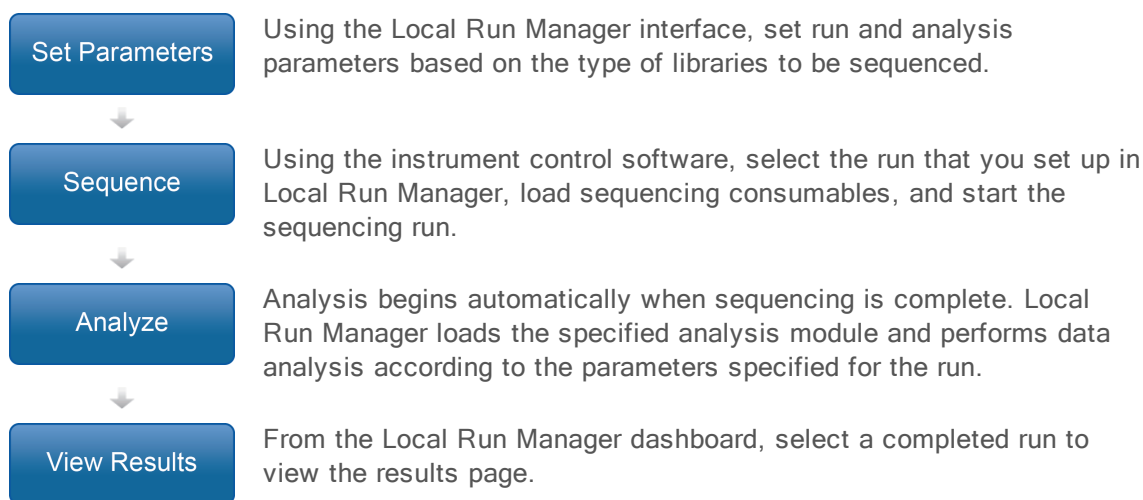 Set Parameters
Using the Local Run Manager interface, set run and analysis
parameters based on the type of libraries to be sequenced.
Sequence
Using the instrument control software, select the run that you set up in
Local Run Manager, load sequencing consumables, and start the
sequencing run.
Analyze
Analysis begins automatically when sequencing is complete. Local
Run Manager loads the specified analysis module and performs data
analysis according to the parameters specified for the run.
View Results
From the Local Run Manager dashboard, select a completed run to
view the results page.